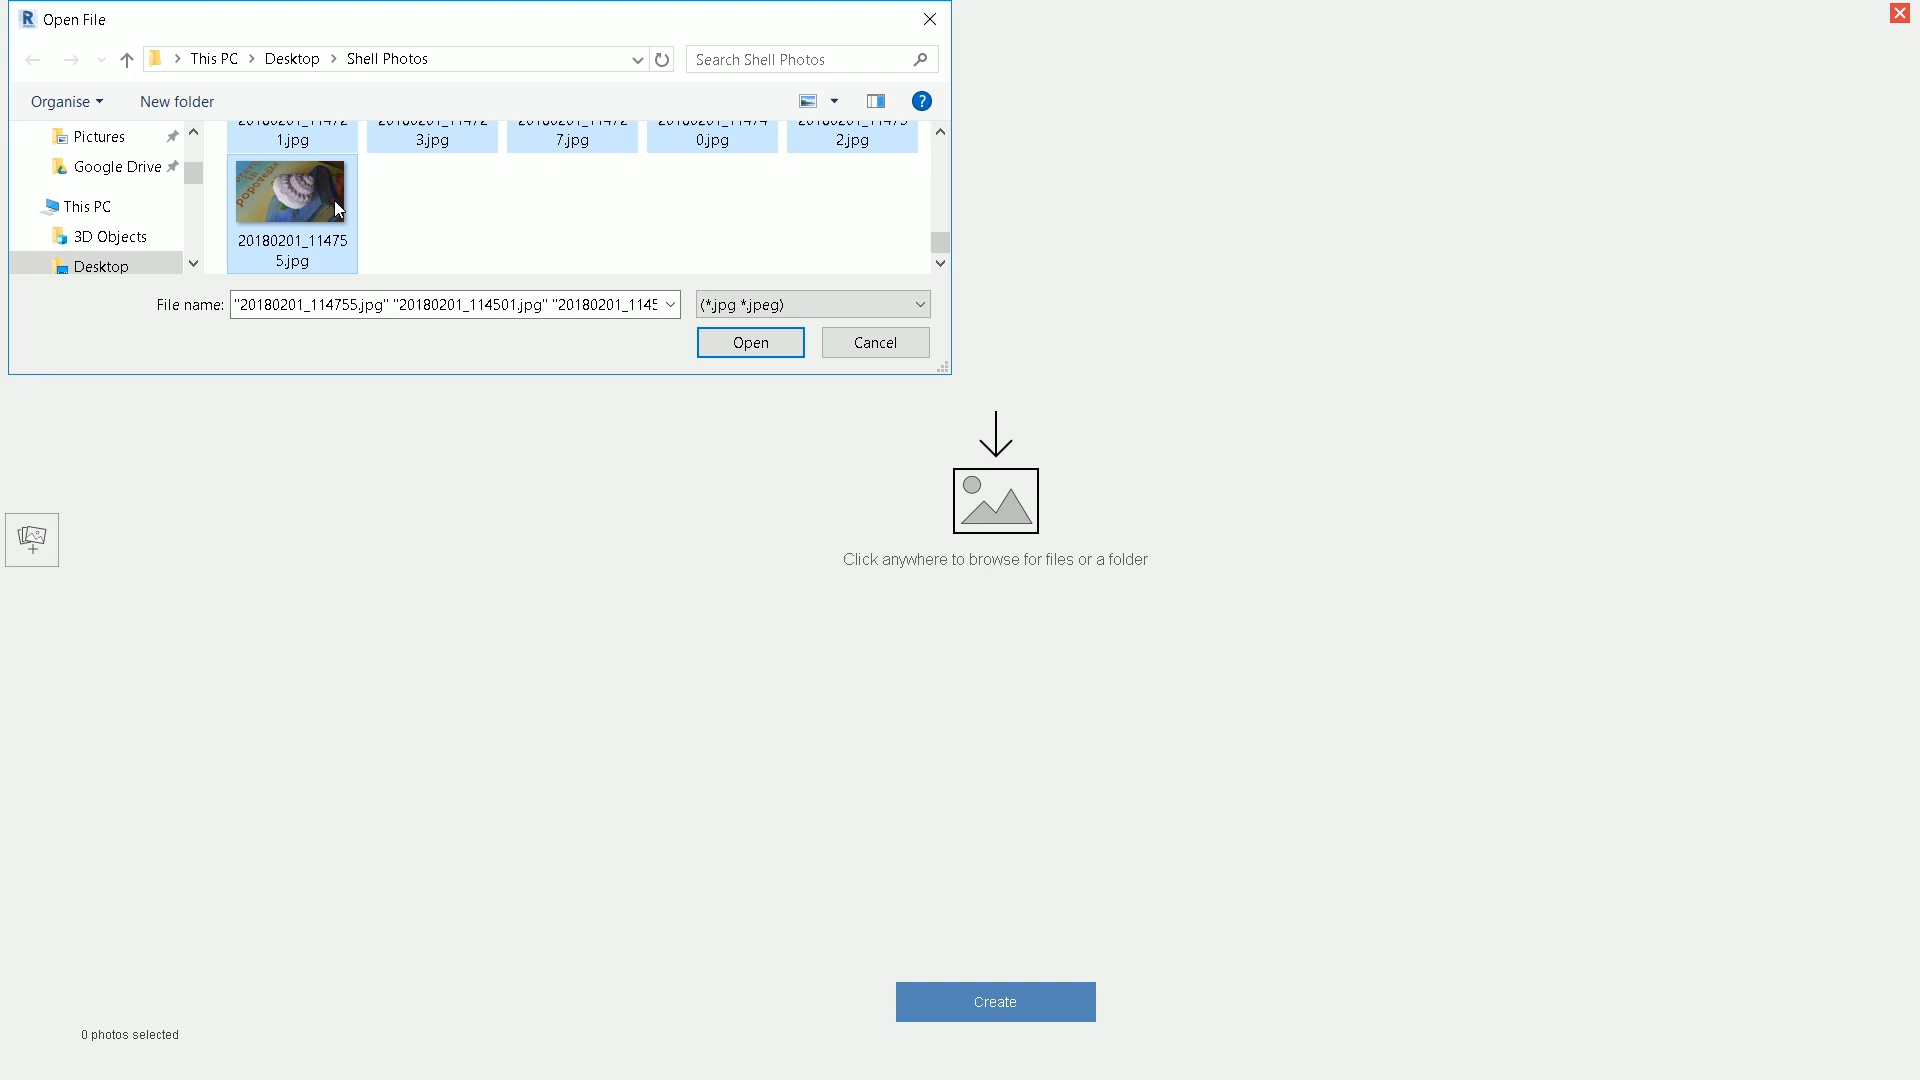 Open File
This PC > Desktop > Shell Photos
Search Shell Photos
Organise
New folder
?
Pictures
Google Drive
This PC
3D Objects
Desktop
1.jpg
3.jpg
7.jpg
0.jpg
2.jpg
20180201_11475
5.jpg
File name:
"20180201_114755.jpg" "20180201_114501.jpg" "20180201_1145
(*.jpg *.jpeg)
Open
Cancel
Click anywhere to browse for files or a folder
Create
0 photos selected